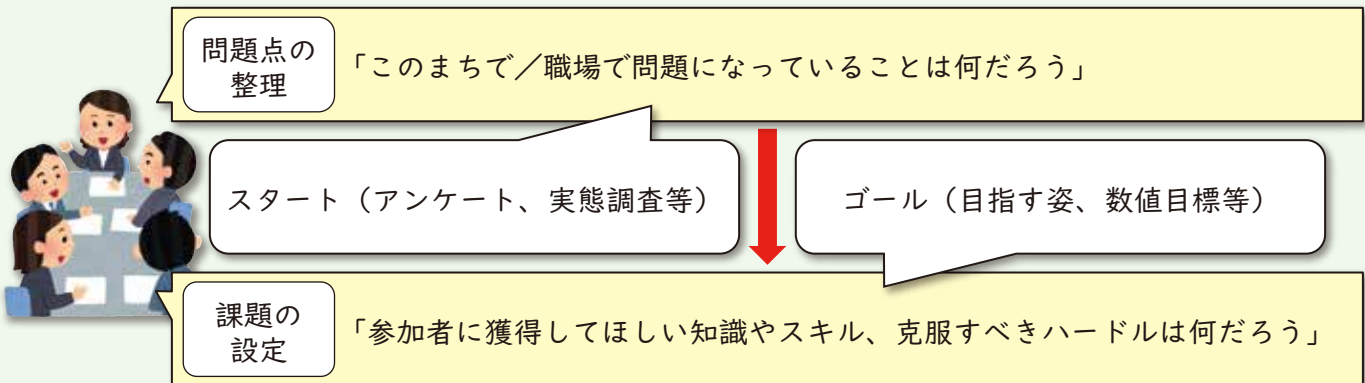 問題点の
整理
「このまちで／職場で問題になっていることは何だろう」
スタート（アンケート、実態調査等）
ゴール（目指す姿、数値目標等）
課題の
設定
「参加者に獲得してほしい知識やスキル、克服すべきハードルは何だろう」